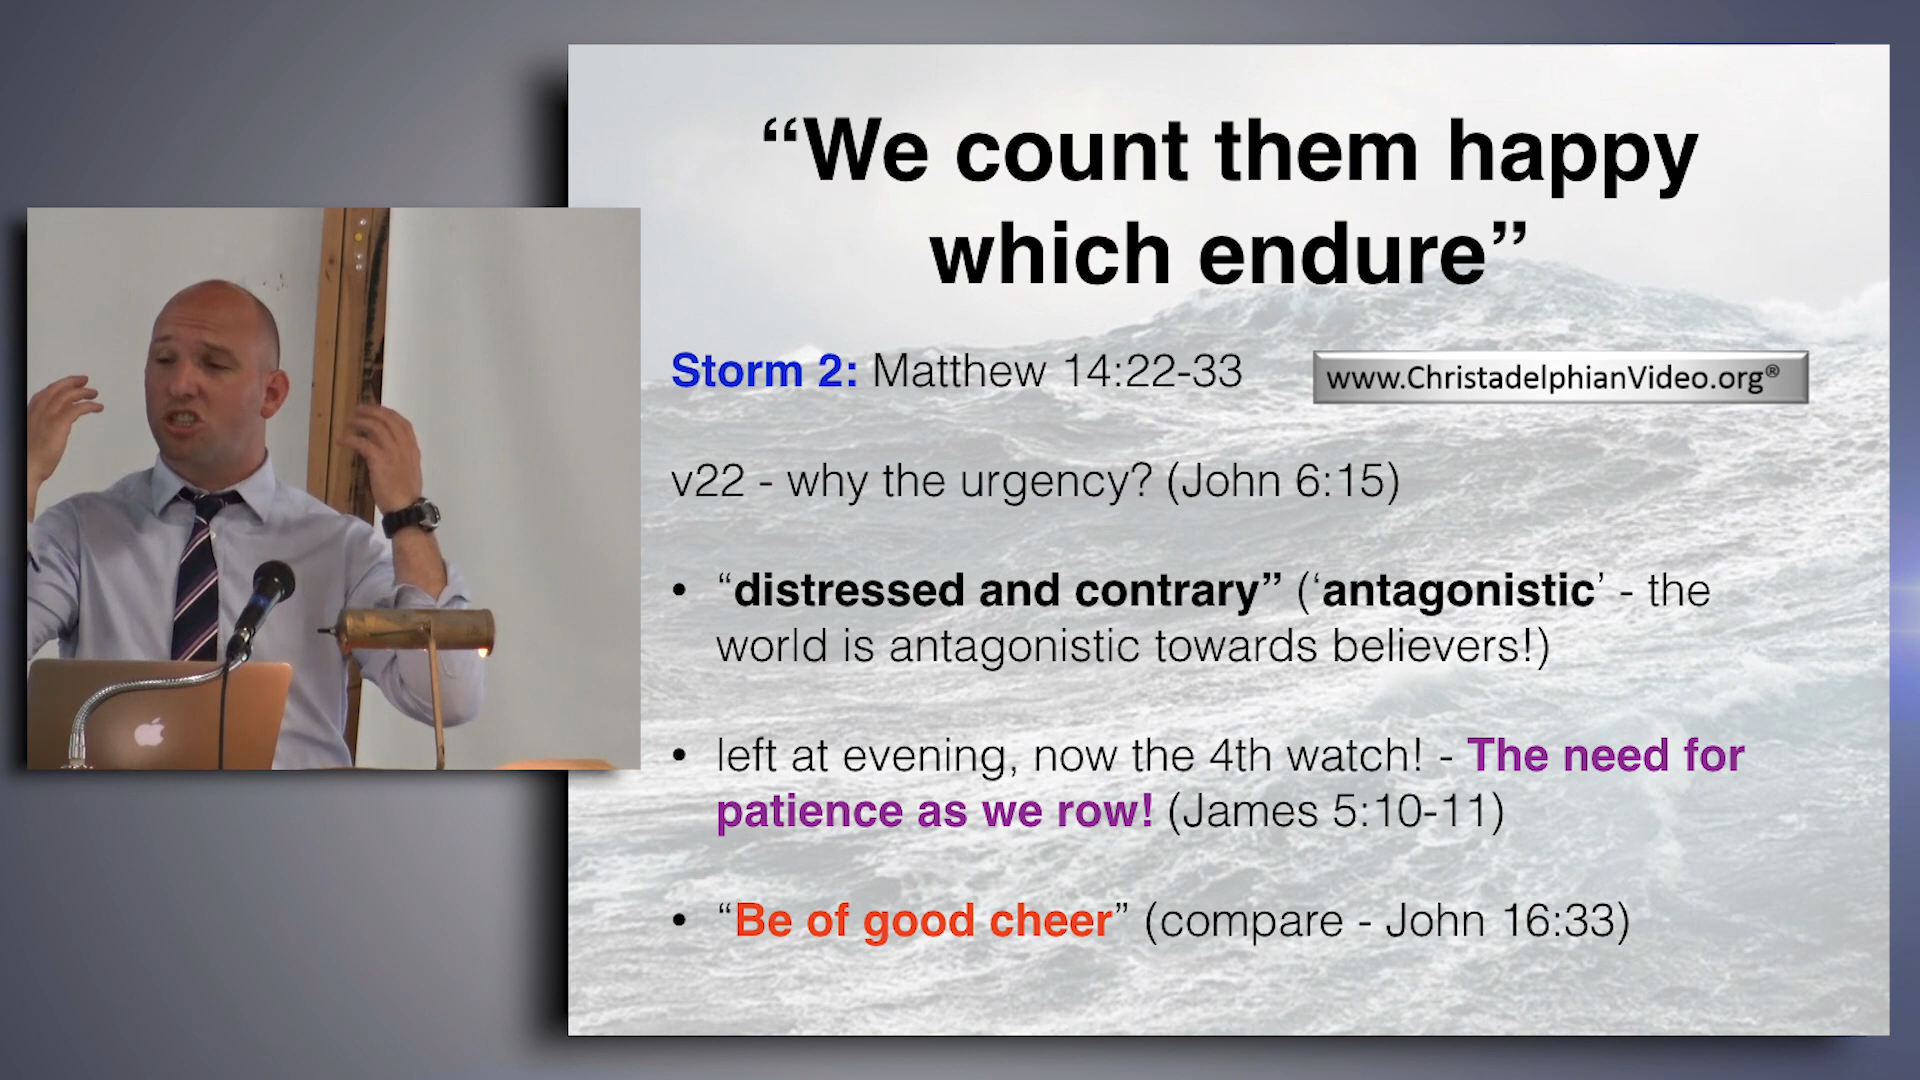 “We count them happy
which endure”
Storm 2: Matthew 14:22-33
www.ChristadelphianVideo.org®
v22 - why the urgency? (John 6:15)
• “distressed and contrary” (‘antagonistic’ - the
world is antagonistic towards believers!)
• left at evening, now the 4th watch! - The need for
patience as we row! (James 5:10-11)
• “Be of good cheer” (compare - John 16:33)